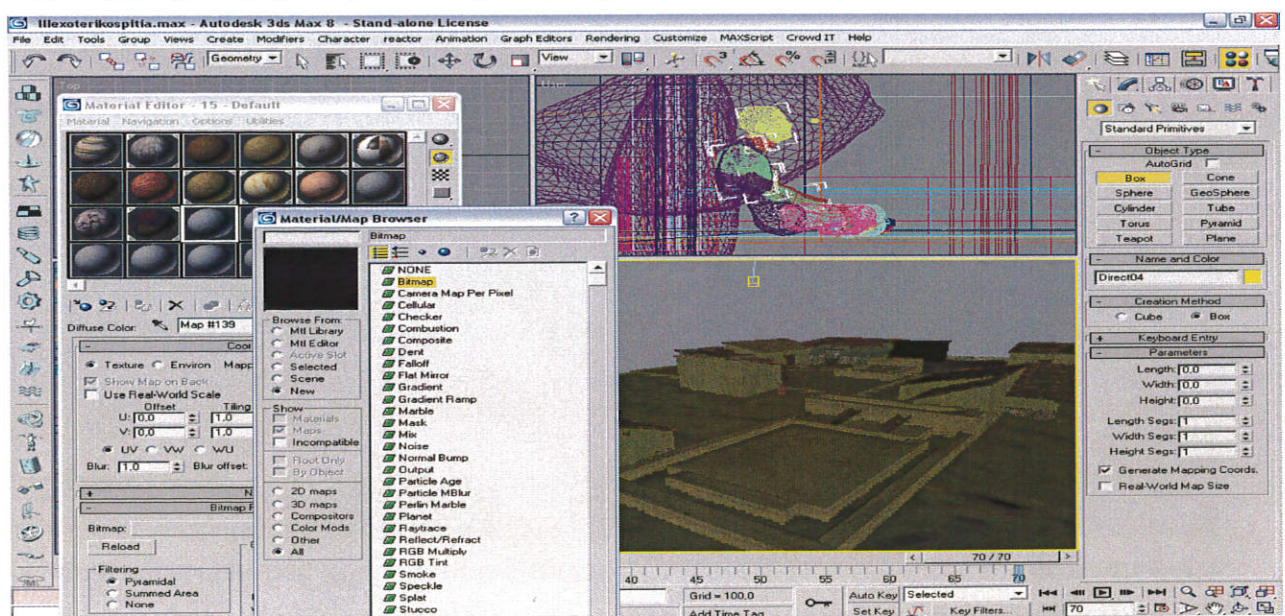 Illexoterikospitia.max - Autodesk 3ds Max 8 - Stand-alone License
File Edit Tools Group Views Create Modifiers Character reactor Animation Graph Editors Rendering Customize MAXScript Crowd IT Help
Geometry
View
Top
Material Editor - 15 - Default
Material Navigation Options Utilities
Diffuse Color: Map #139
Texture Environ Mapp
Show Map on Back
Use Real-World Scale
Offset Tiling
U: 0,0 1,0
V: 0,0 1,0
UV VW WU
Blur: 1,0 Blur offset:
Bitmap:
Reload
Filtering
Pyramidal
Summed Area
None
Material/Map Browser
Bitmap
Browse From:
Mtl Library
Mtl Editor
Active Slot
Selected
Scene
New
Show
Materials
Maps
Incompatible
Root Only
By Object
2D maps
3D maps
Compositors
Color Mods
Other
All
NONE
Bitmap
Camera Map Per Pixel
Cellular
Checker
Combustion
Composite
Dent
Falloff
Flat Mirror
Gradient
Gradient Ramp
Marble
Mask
Mix
Noise
Normal Bump
Output
Particle Age
Particle MBlur
Perlin Marble
Planet
Raytrace
Reflect/Refract
RGB Multiply
RGB Tint
Smoke
Speckle
Splat
Stucco
Standard Primitives
Object Type
AutoGrid
Box Cone
Sphere GeoSphere
Cylinder Tube
Torus Pyramid
Teapot Plane
Name and Color
Direct04
Creation Method
Cube Box
Keyboard Entry
Parameters
Length: 0,0
Width: 0,0
Height: 0,0
Length Segs: 1
Width Segs: 1
Height Segs: 1
Generate Mapping Coords.
Real-World Map Size
70 / 70
40 45 50 55 60 65 70
Grid = 100,0
Add Time Tag
Auto Key Selected
Set Key Key Filters...
70